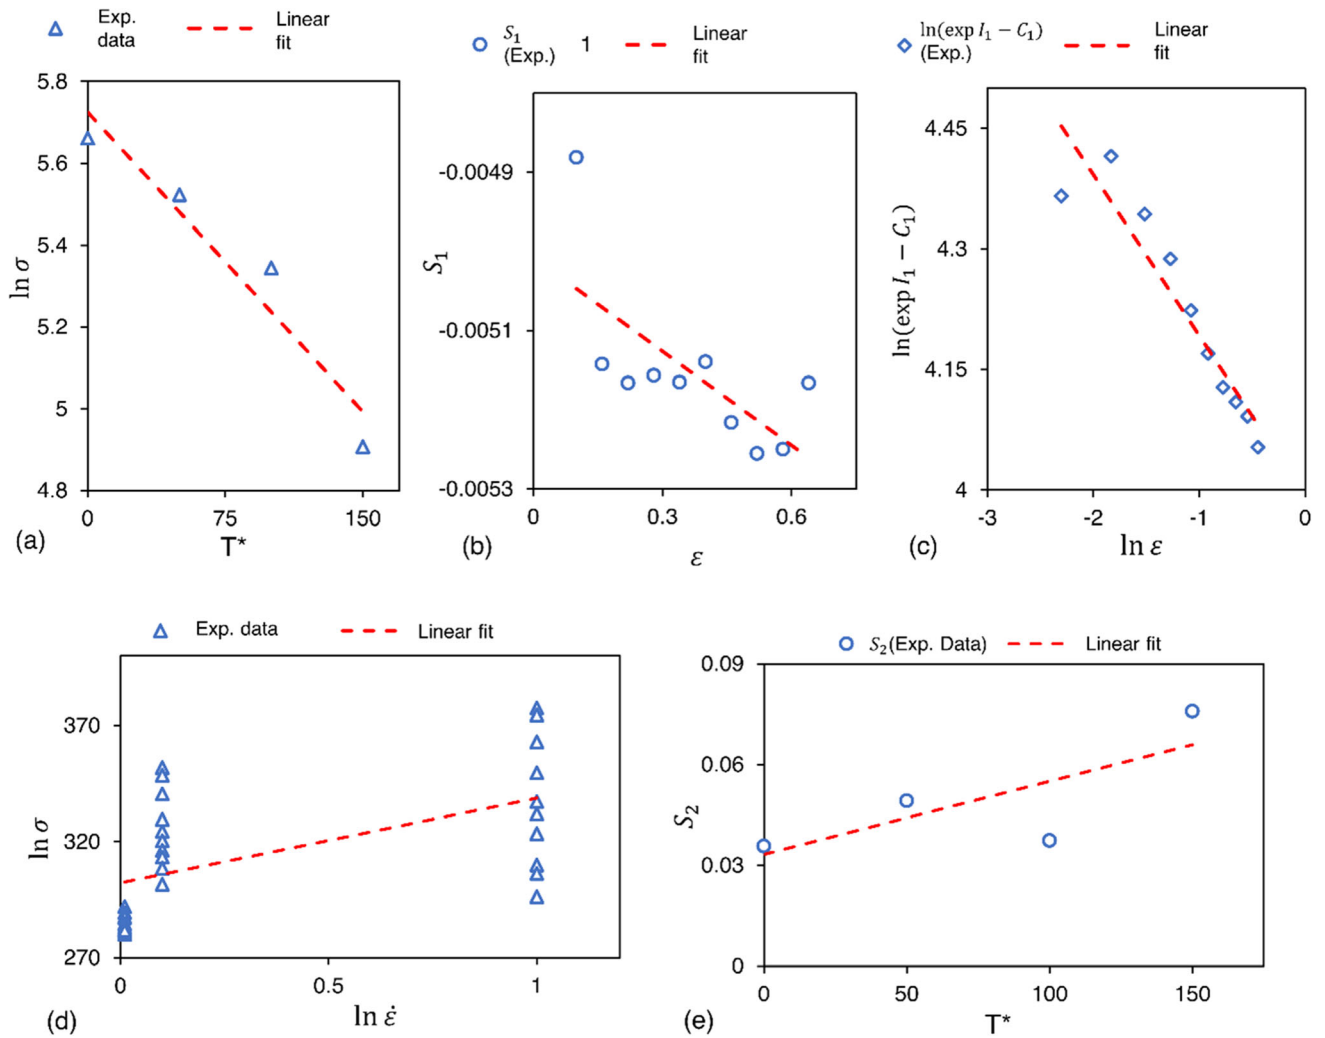 Exp. data
Linear fit
5.8
5.6
5.4
5.2
5
4.8
ln σ
0
75
150
T*
(a)
S₁ (Exp.)
1
Linear fit
-0.0049
-0.0051
-0.0053
S₁
0
0.3
0.6
ε
(b)
ln(exp I₁ − C₁) (Exp.)
Linear fit
4.45
4.3
4.15
4
ln(exp I₁ − C₁)
-3
-2
-1
0
ln ε
(c)
Exp. data
Linear fit
370
320
270
ln σ
0
0.5
1
ln ε̇
(d)
S₂(Exp. Data)
Linear fit
0.09
0.06
0.03
0
S₂
0
50
100
150
T*
(e)